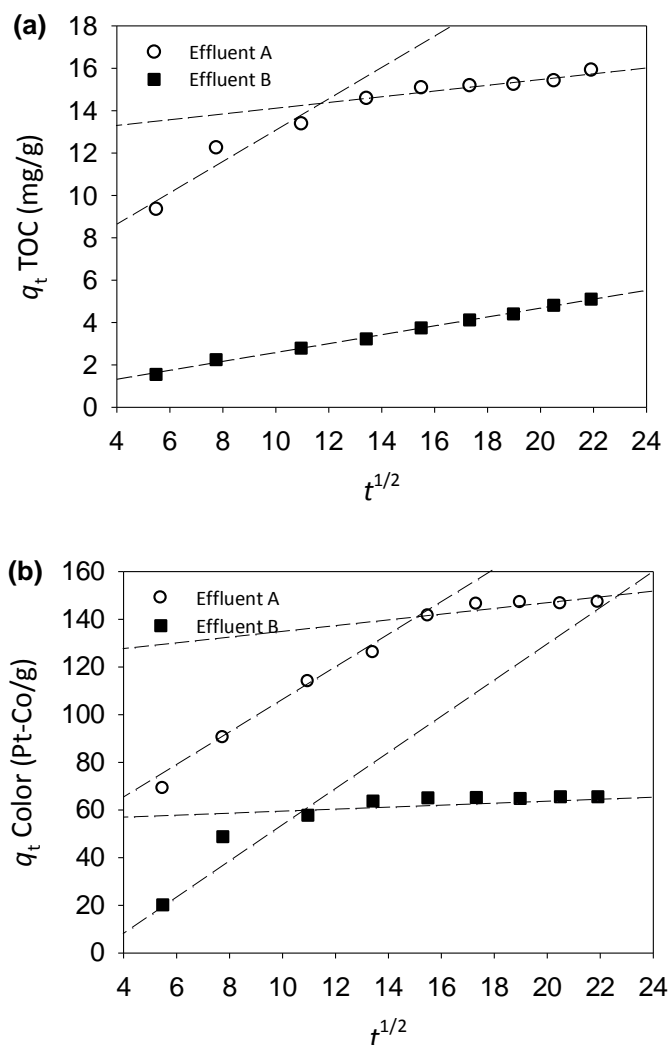 (a)
Effluent A
Effluent B
18
16
14
12
10
8
6
4
2
0
q_t TOC (mg/g)
4 6 8 10 12 14 16 18 20 22 24
t^{1/2}
(b)
Effluent A
Effluent B
160
140
120
100
80
60
40
20
0
q_t Color (Pt-Co/g)
4 6 8 10 12 14 16 18 20 22 24
t^{1/2}